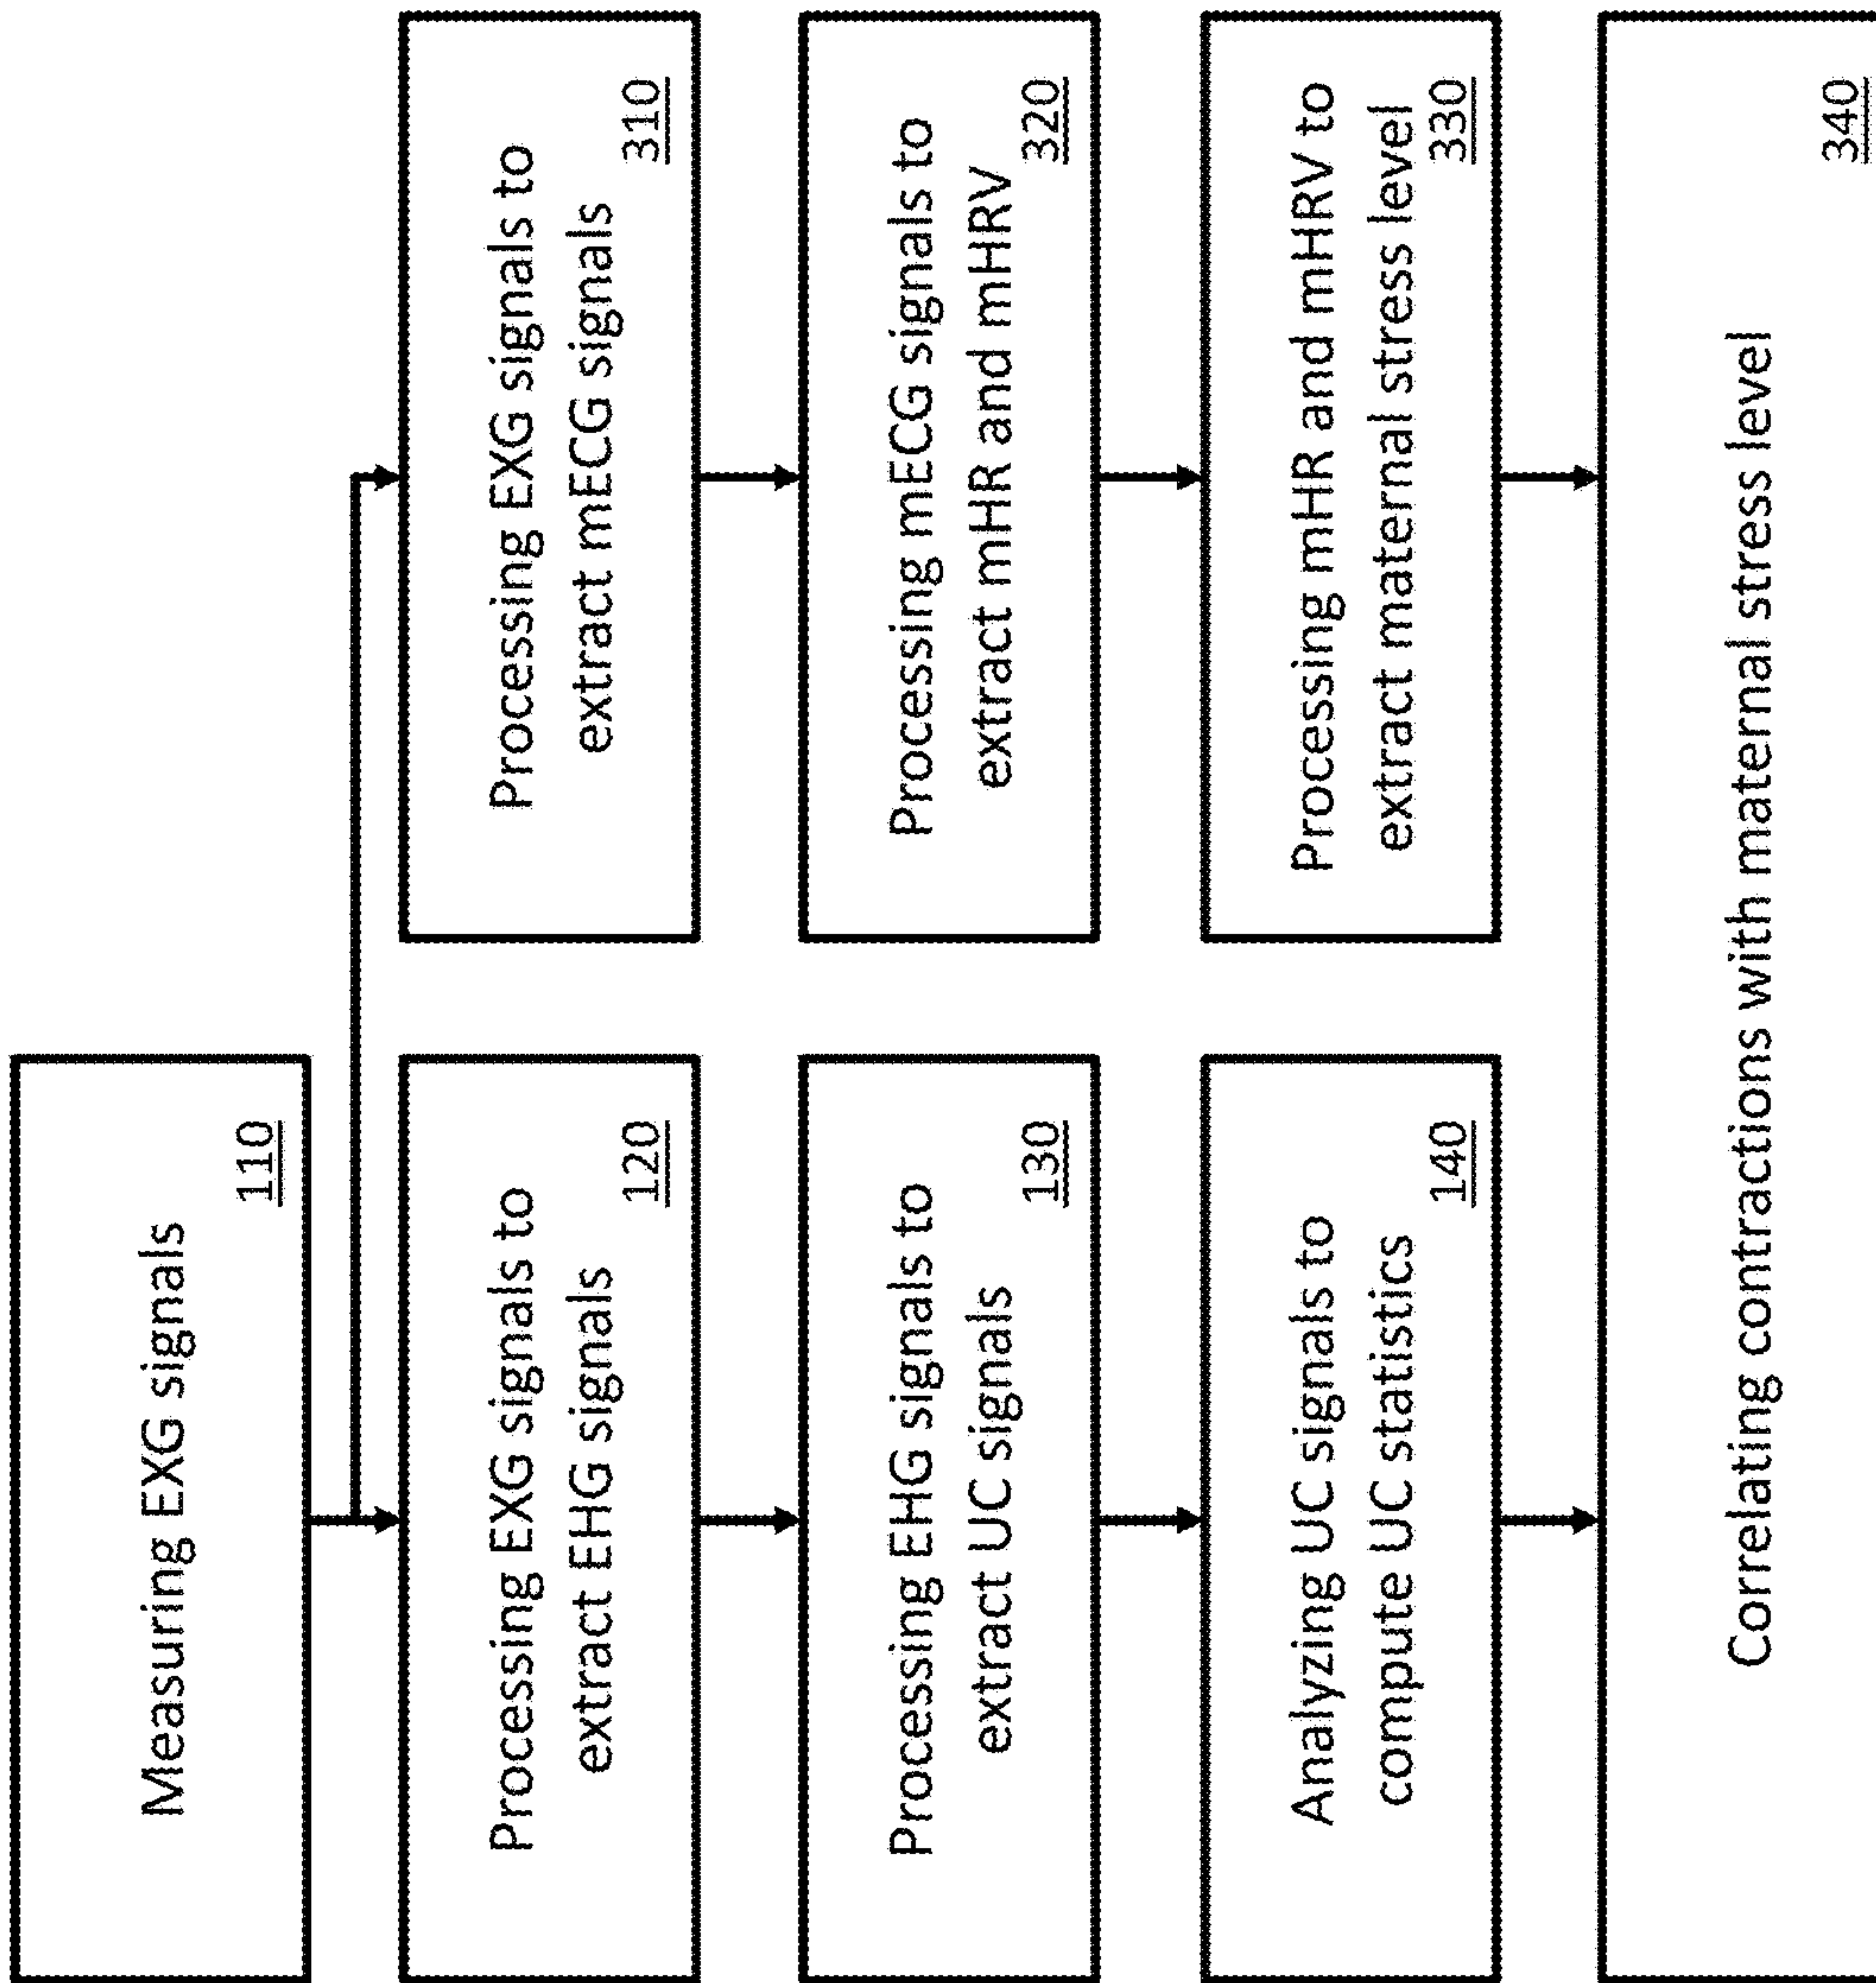 Measuring EXG signals
110
Processing EXG signals to
extract EHG signals
120
Processing EHG signals to
extract UC signals
130
Analyzing UC signals to
compute UC statistics
140
Processing EXG signals to
extract mECG signals
310
Processing mECG signals to
extract mHR and mHRV
320
Processing mHR and mHRV to
extract maternal stress level
330
Correlating contractions with maternal stress level
340